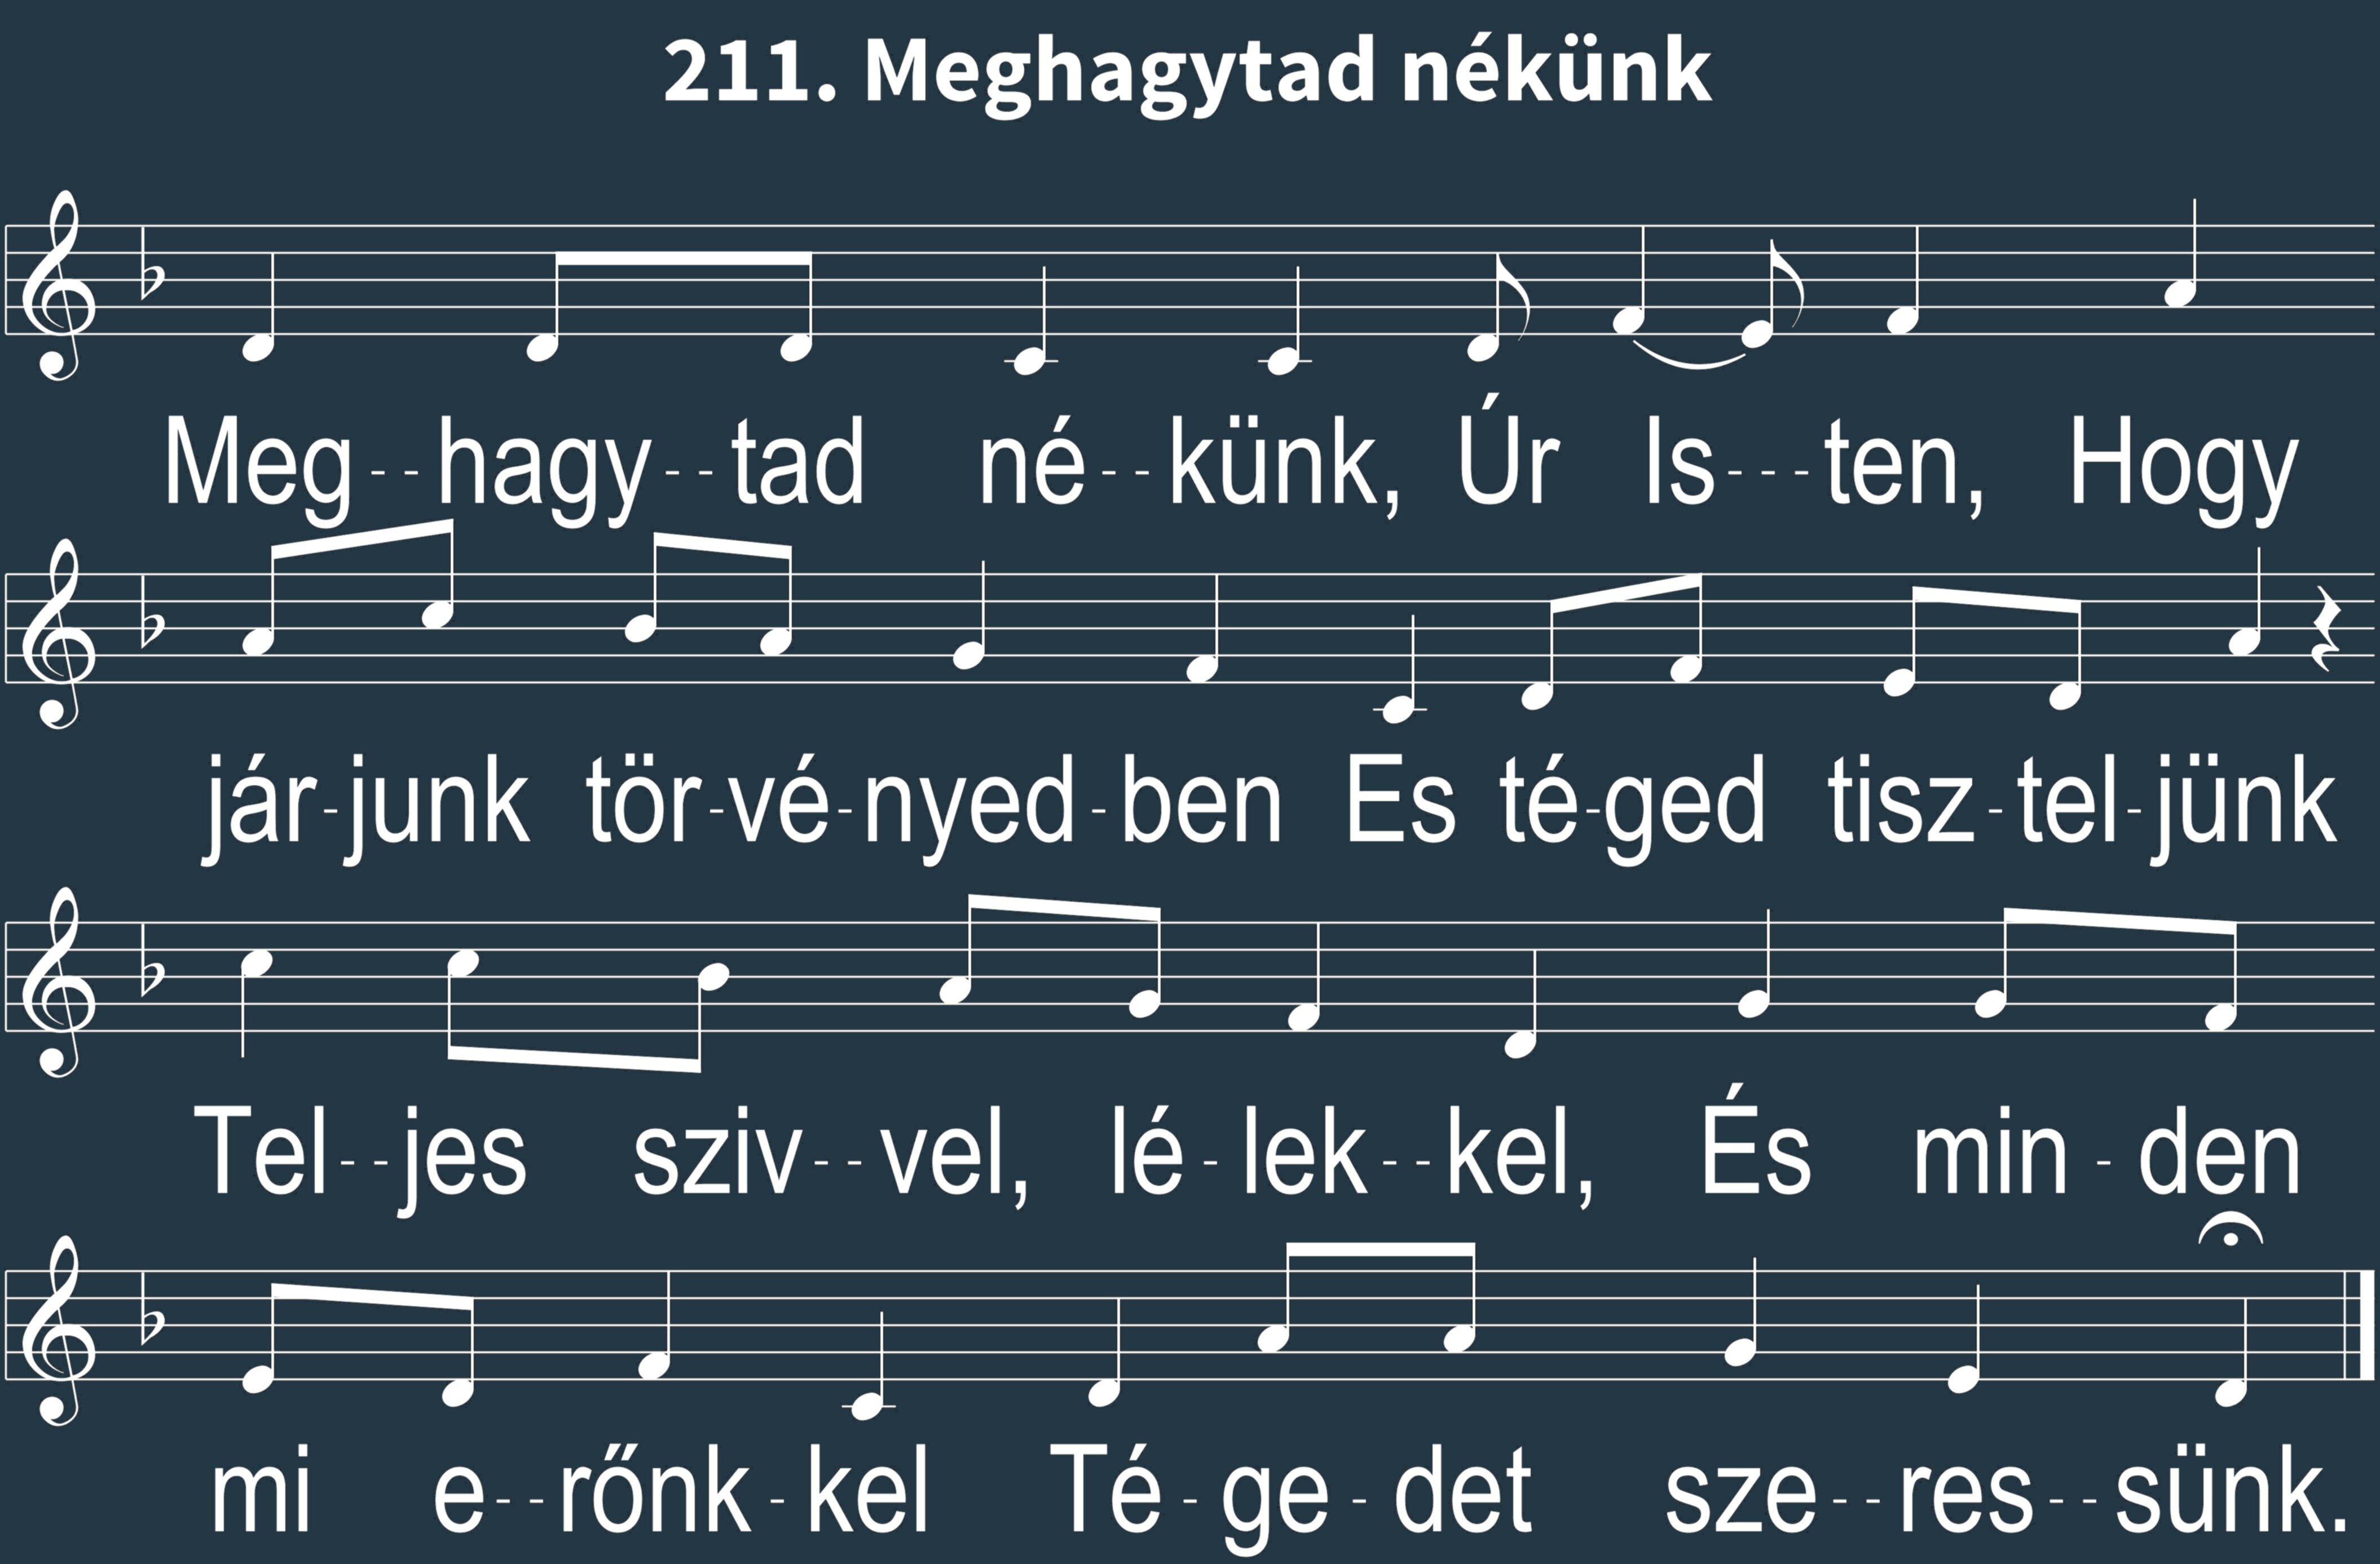 211. Meghagytad nékünk
Meg--hagy--tad né--künk, Úr Is---ten, Hogy
jár-junk tör-vé-nyed-ben Es té-ged tisz-tel-jünk
Tel--jes sziv--vel, lé-lek--kel, És min-den
mi e--rőnk-kel Té-ge-det sze--res--sünk.